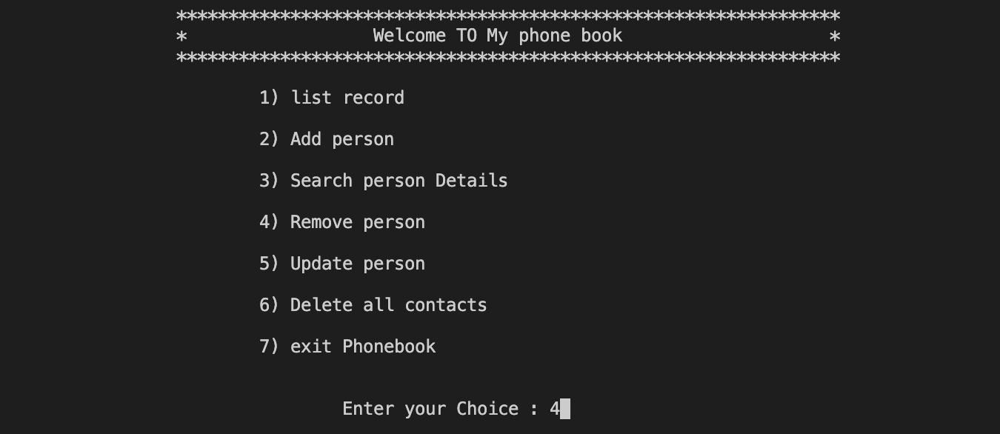 ****************************************************************
* Welcome TO My phone book *
****************************************************************
1) list record
2) Add person
3) Search person Details
4) Remove person
5) Update person
6) Delete all contacts
7) exit Phonebook
Enter your Choice : 4